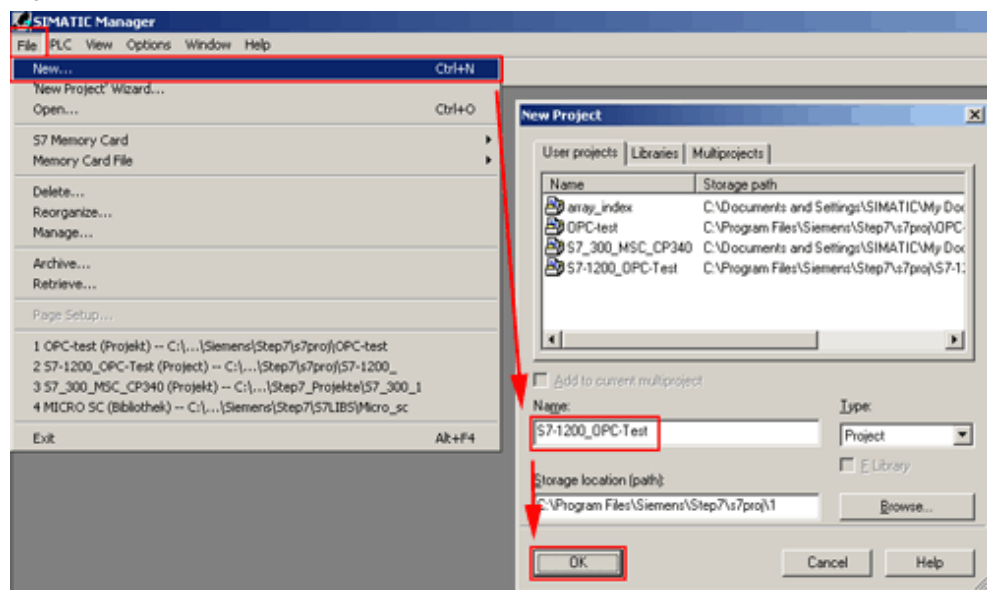 SIMATIC Manager
File PLC View Options Window Help
New... Ctrl+N
'New Project' Wizard...
Open... Ctrl+O
S7 Memory Card
Memory Card File
Delete...
Reorganize...
Manage...
Archive...
Retrieve...
Page Setup...
1 OPC-test (Projekt) -- C:\...\Siemens\Step7\s7proj\OPC-test
2 S7-1200_OPC-Test (Project) -- C:\...\Step7\s7proj\S7-1200_
3 S7_300_MSC_CP340 (Projekt) -- C:\...\Step7_Projekte\S7_300_1
4 MICRO SC (Bibliothek) -- C:\...\Siemens\Step7\S7LIBS\Micro_sc
Exit Alt+F4
New Project
User projects Libraries Multiprojects
Name Storage path
array_index C:\Documents and Settings\SIMATIC\My Doc
OPC-test C:\Program Files\Siemens\Step7\s7proj\OPC-
S7_300_MSC_CP340 C:\Documents and Settings\SIMATIC\My Doc
S7-1200_OPC-Test C:\Program Files\Siemens\Step7\s7proj\S7-1
Add to current multiproject
Name: Type:
S7-1200_OPC-Test Project
F Library
Storage location (path):
C:\Program Files\Siemens\Step7\s7proj\1 Browse...
OK Cancel Help